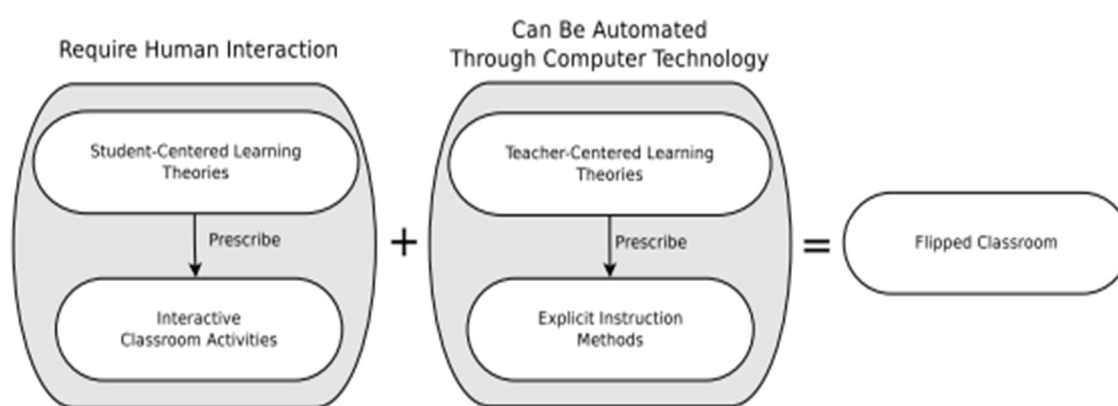 Require Human Interaction
Student-Centered Learning
Theories
Prescribe
Interactive
Classroom Activities
+
Can Be Automated
Through Computer Technology
Teacher-Centered Learning
Theories
Prescribe
Explicit Instruction
Methods
=
Flipped Classroom